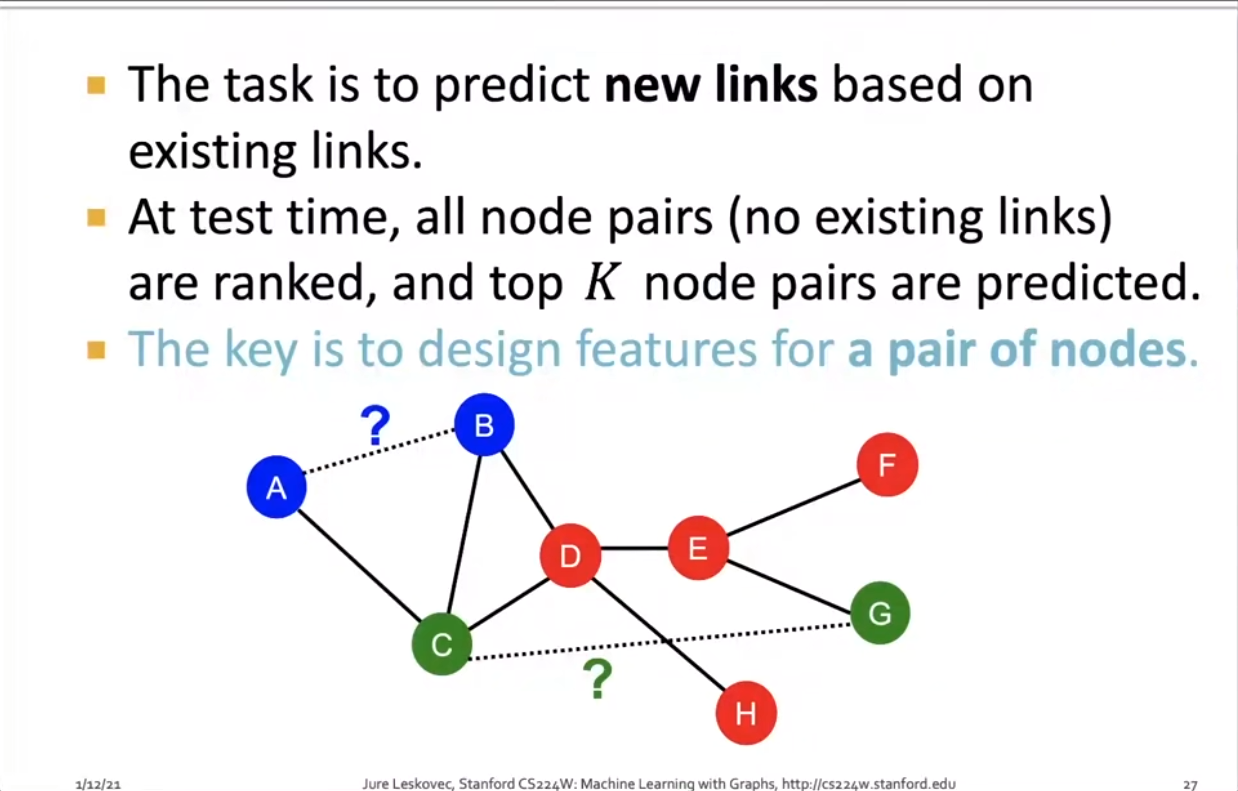 The task is to predict new links based on
existing links.
At test time, all node pairs (no existing links)
are ranked, and top K node pairs are predicted.
The key is to design features for a pair of nodes.
?
B
F
A
D
E
G
C
?
H
1/12/21 Jure Leskovec, Stanford CS224W: Machine Learning with Graphs, http://cs224w.stanford.edu 27